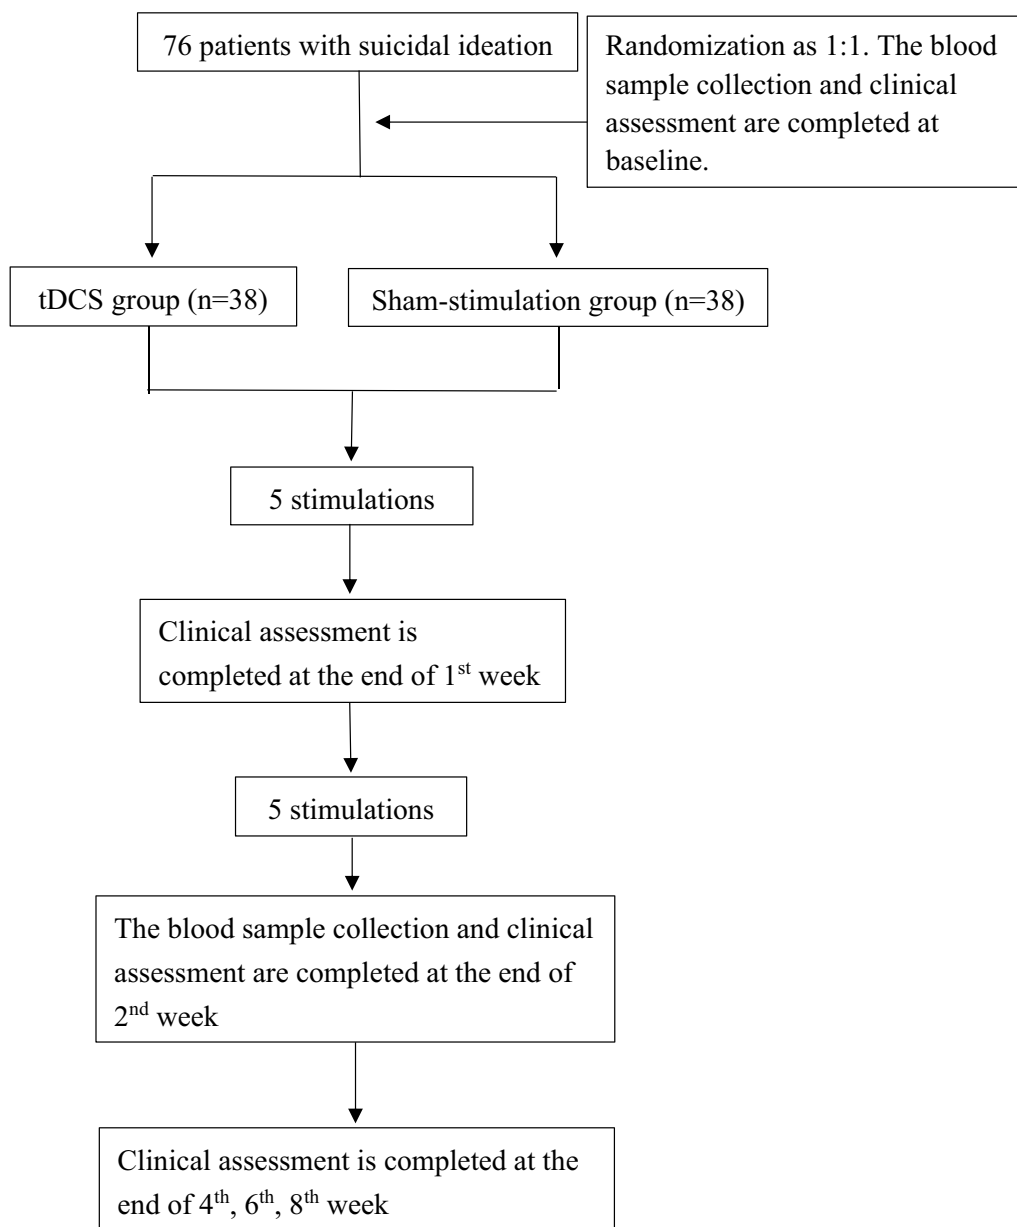 76 patients with suicidal ideation
Randomization as 1:1. The blood
sample collection and clinical
assessment are completed at
baseline.
tDCS group (n=38)
Sham-stimulation group (n=38)
5 stimulations
Clinical assessment is
completed at the end of 1st week
5 stimulations
The blood sample collection and clinical
assessment are completed at the end of
2nd week
Clinical assessment is completed at the
end of 4th, 6th, 8th week